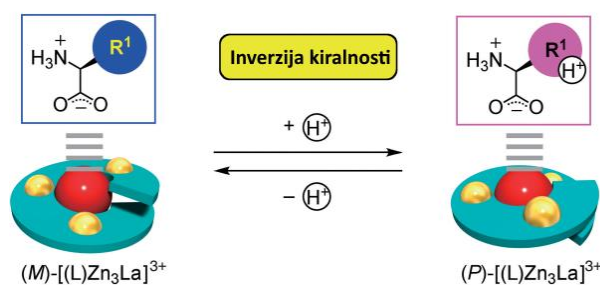 H₃N⁺ R¹
O O⁻
Inverzija kiralnosti
+ H⁺
− H⁺
H₃N⁺ R¹
H⁺
O O⁻
(M)-[(L)Zn₃La]³⁺
(P)-[(L)Zn₃La]³⁺